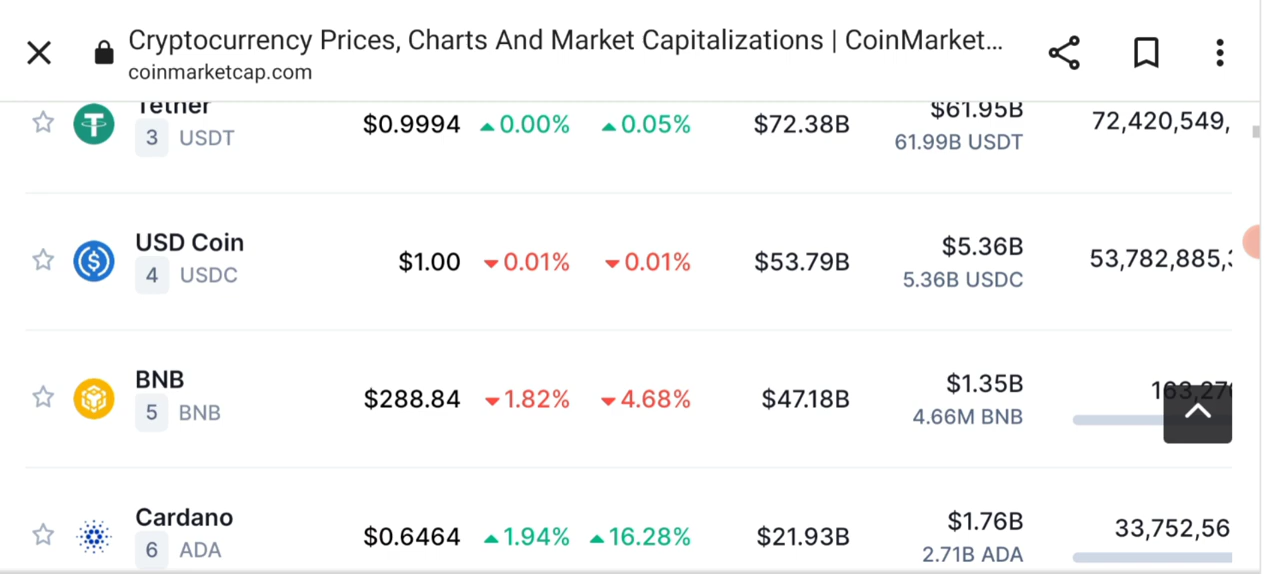 Cryptocurrency Prices, Charts And Market Capitalizations | CoinMarket...
coinmarketcap.com
Tether
3 USDT
$0.9994 0.00% 0.05% $72.38B
$61.95B
61.99B USDT
72,420,549,
USD Coin
4 USDC
$1.00 0.01% 0.01% $53.79B
$5.36B
5.36B USDC
53,782,885,
BNB
5 BNB
$288.84 1.82% 4.68% $47.18B
$1.35B
4.66M BNB
163,27
Cardano
6 ADA
$0.6464 1.94% 16.28% $21.93B
$1.76B
2.71B ADA
33,752,56